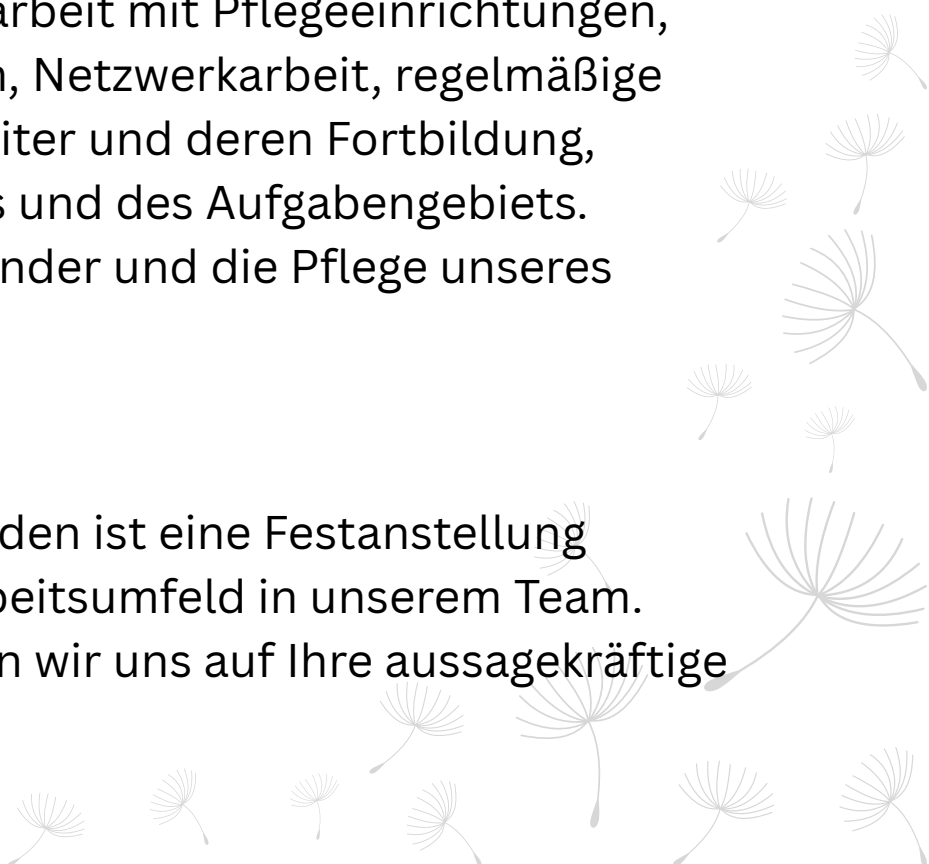 arbeit mit Pflegeeinrichtungen,
n, Netzwerkarbeit, regelmäßige
iter und deren Fortbildung,
s und des Aufgabengebiets.
nder und die Pflege unseres
den ist eine Festanstellung
beitsumfeld in unserem Team.
n wir uns auf Ihre aussagekräftige